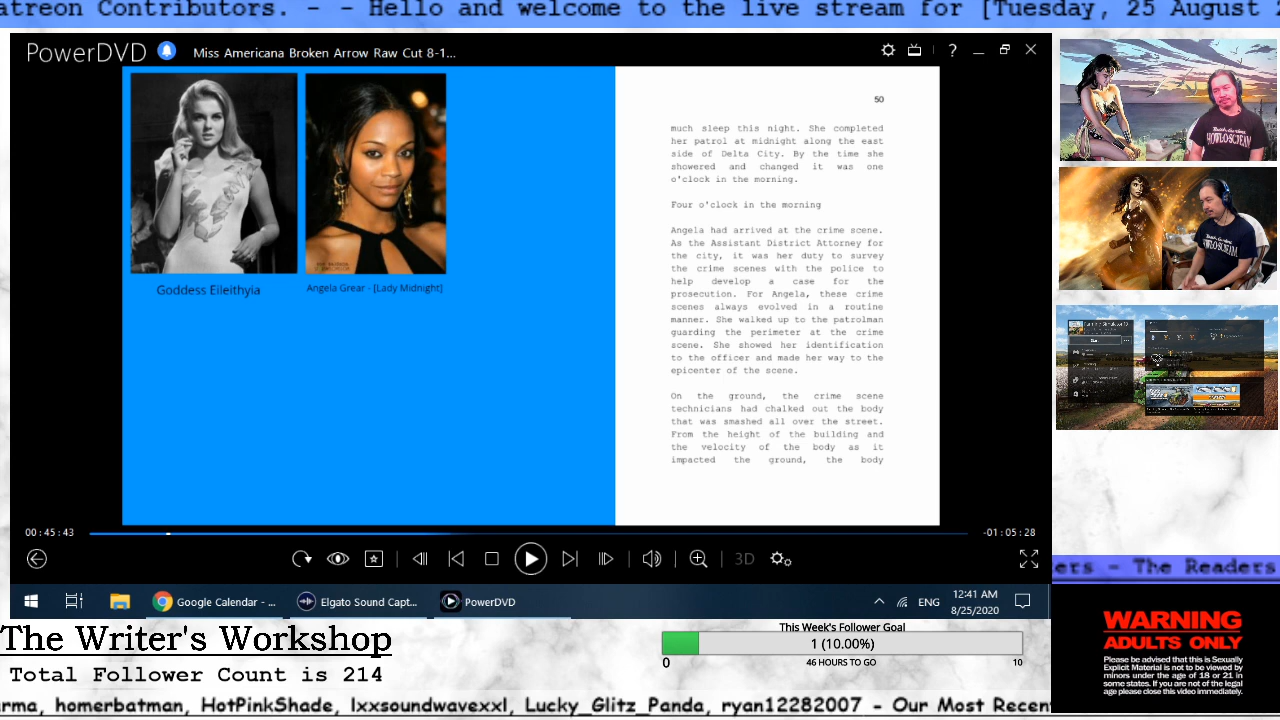 atreon Contributors. - - Hello and welcome to the live stream for [Tuesday, 25 August 2
PowerDVD
Miss Americana Broken Arrow Raw Cut 8-1...
?
50
much sleep this night. She completed
her patrol at midnight along the east
side of Delta City. By the time she
showered and changed it was one
o'clock in the morning.
Four o'clock in the morning
Angela had arrived at the crime scene.
As the Assistant District Attorney for
the city, it was her duty to survey
the crime scenes with the police to
help develop a case for the
prosecution. For Angela, these crime
scenes always evolved in a routine
manner. She walked up to the patrolman
guarding the perimeter at the crime
scene. She showed her identification
to the officer and made her way to the
epicenter of the scene.
On the ground, the crime scene
technicians had chalked out the body
that was smashed all over the street.
From the height of the building and
the velocity of the body as it
impacted the ground, the body
Goddess Eileithyia
Angela Grear - [Lady Midnight]
HOWL-O-SCREAM
HOWL-O-SCREAM
00:45:43
-01:05:28
3D
Google Calendar - ...
Elgato Sound Capt...
PowerDVD
ENG
12:41 AM
8/25/2020
ers - The Readers
The Writer's Workshop
Total Follower Count is 214
This Week's Follower Goal
1 (10.00%)
0
46 HOURS TO GO
10
WARNING
ADULTS ONLY
Please be advised that this is Sexually
Explicit Material is not to be viewed by
minors under the age of 18 or 21 in
some states. If you are not of the legal
age please close this video immediately.
rma, homerbatman, HotPinkShade, lxxsoundwavexxl, Lucky_Glitz_Panda, ryan12282007 - Our Most Recen